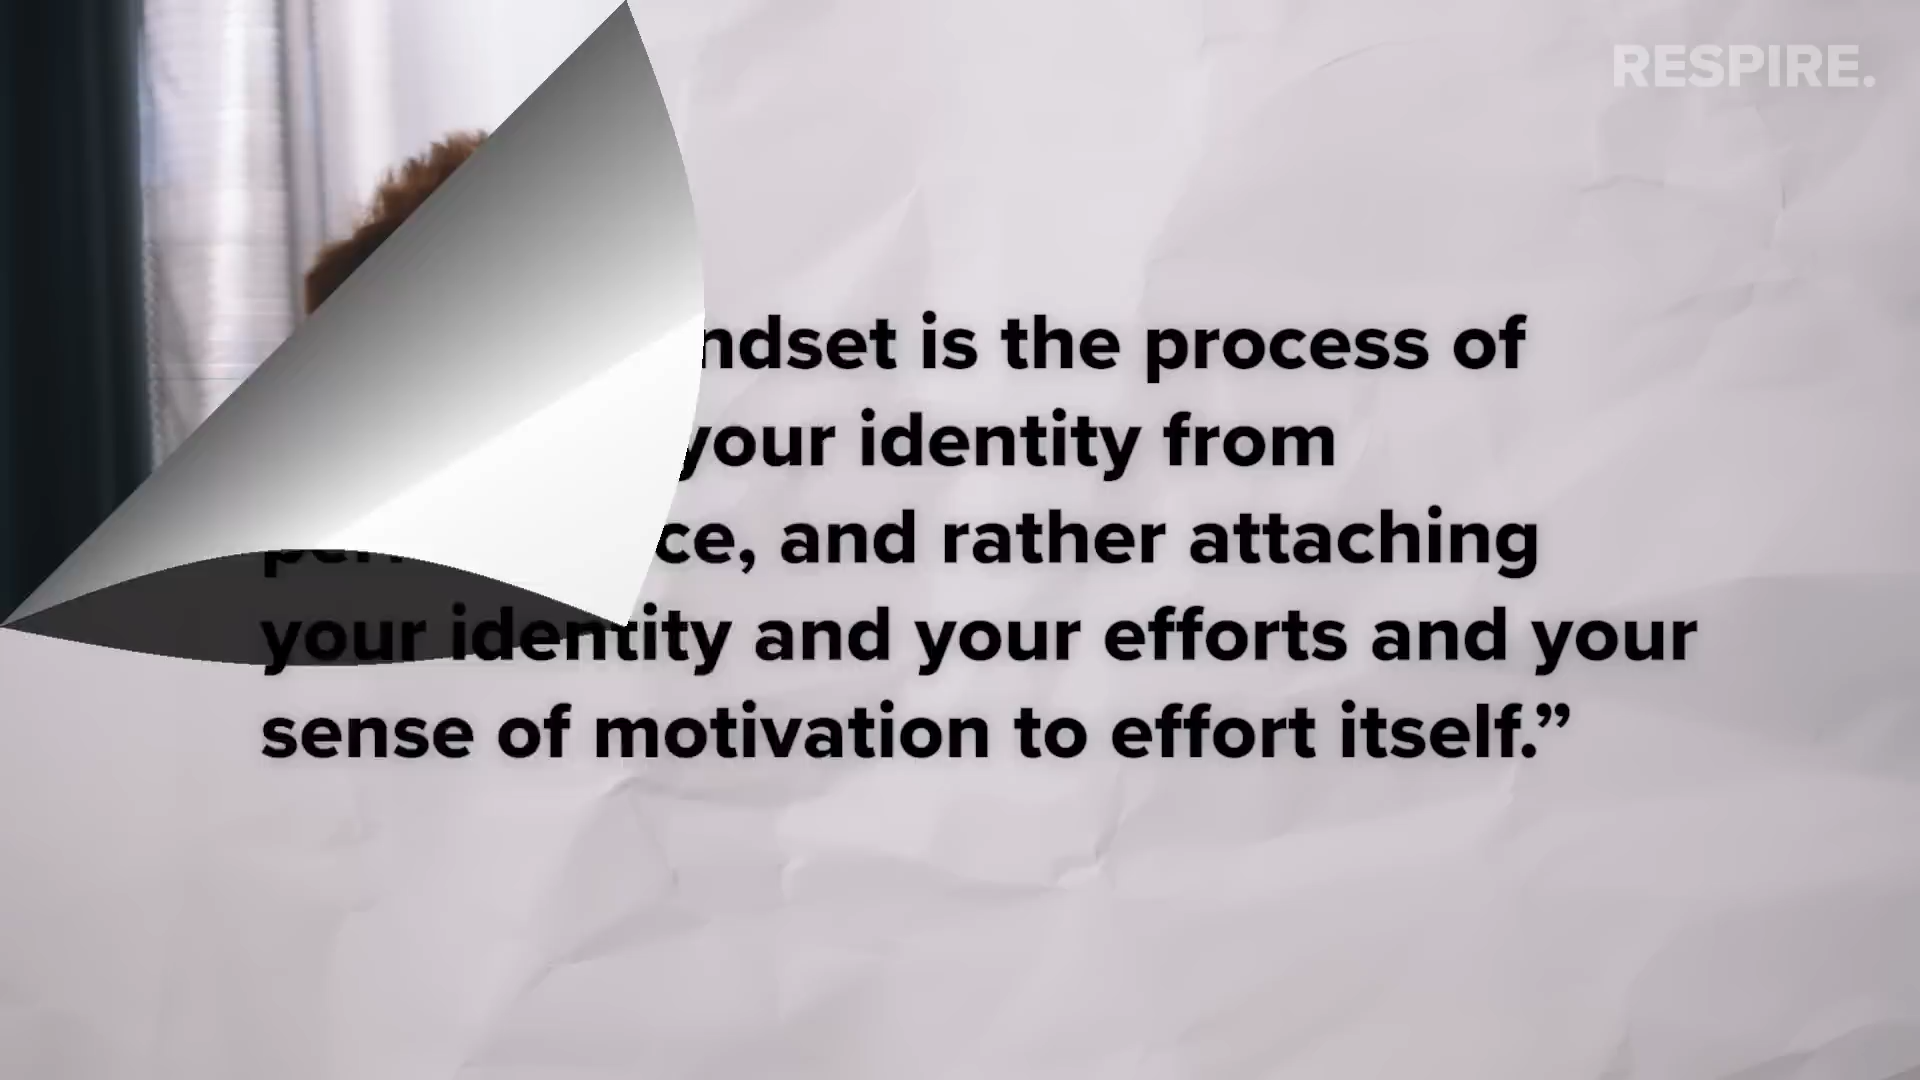 RESPIRE.
ndset is the process of
your identity from
ce, and rather attaching
your identity and your efforts and your
sense of motivation to effort itself.”